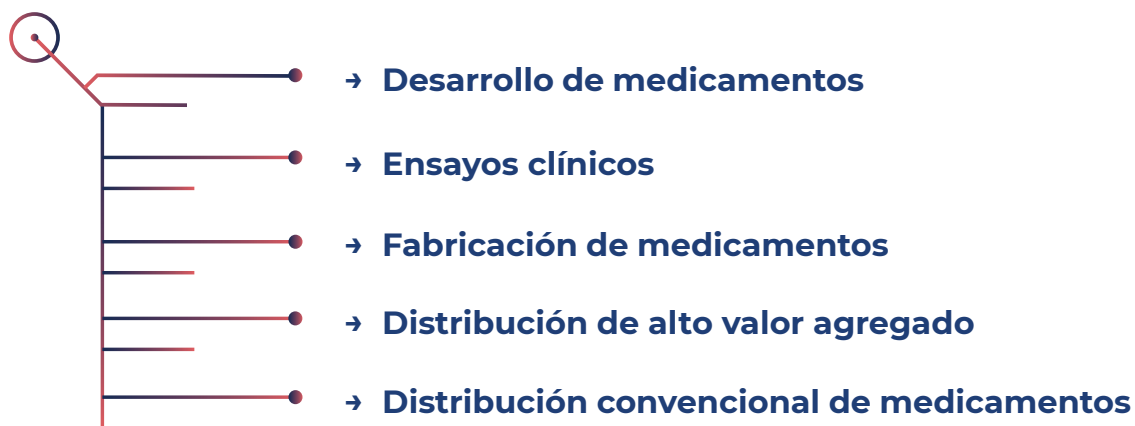 → Desarrollo de medicamentos
→ Ensayos clínicos
→ Fabricación de medicamentos
→ Distribución de alto valor agregado
→ Distribución convencional de medicamentos